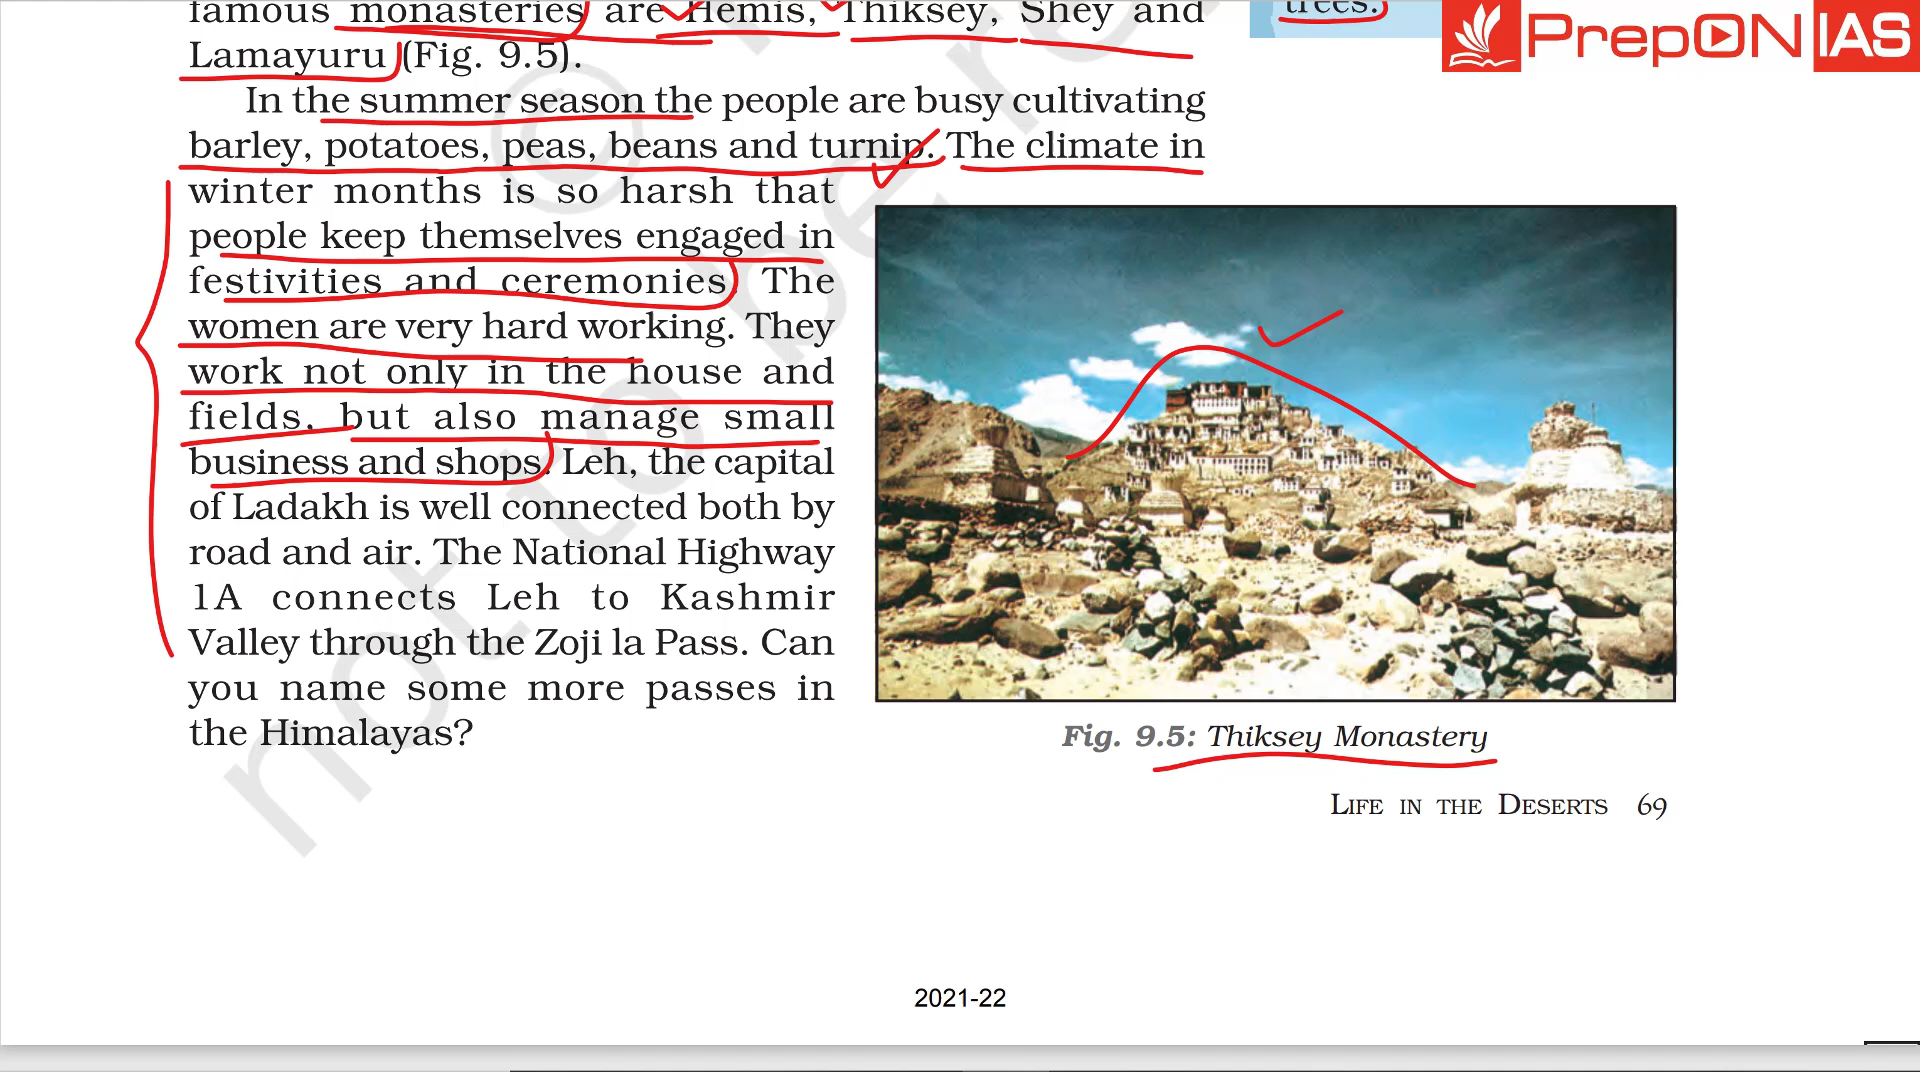 famous monasteries are Hemis, Thiksey, Shey and
trees.
PrepON IAS
Lamayuru (Fig. 9.5).
In the summer season the people are busy cultivating
barley, potatoes, peas, beans and turnip. The climate in
winter months is so harsh that
people keep themselves engaged in
festivities and ceremonies. The
women are very hard working. They
work not only in the house and
fields, but also manage small
business and shops. Leh, the capital
of Ladakh is well connected both by
road and air. The National Highway
1A connects Leh to Kashmir
Valley through the Zoji la Pass. Can
you name some more passes in
the Himalayas?
Fig. 9.5: Thiksey Monastery
LIFE IN THE DESERTS 69
2021-22
©
not to be re